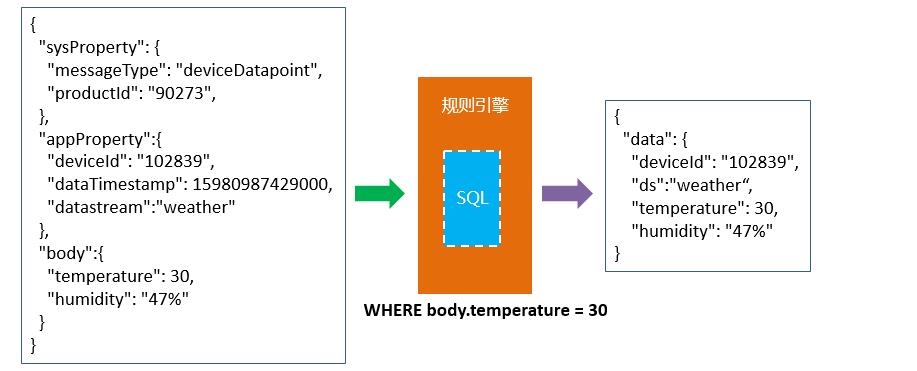 {
"sysProperty": {
"messageType": "deviceDatapoint",
"productId": "90273",
},
"appProperty":{
"deviceId": "102839",
"dataTimestamp": 15980987429000,
"datastream":"weather"
},
"body":{
"temperature": 30,
"humidity": "47%"
}
}
规则引擎
SQL
WHERE body.temperature = 30
{
"data": {
"deviceId": "102839",
"ds":"weather“,
"temperature": 30,
"humidity": "47%"
}